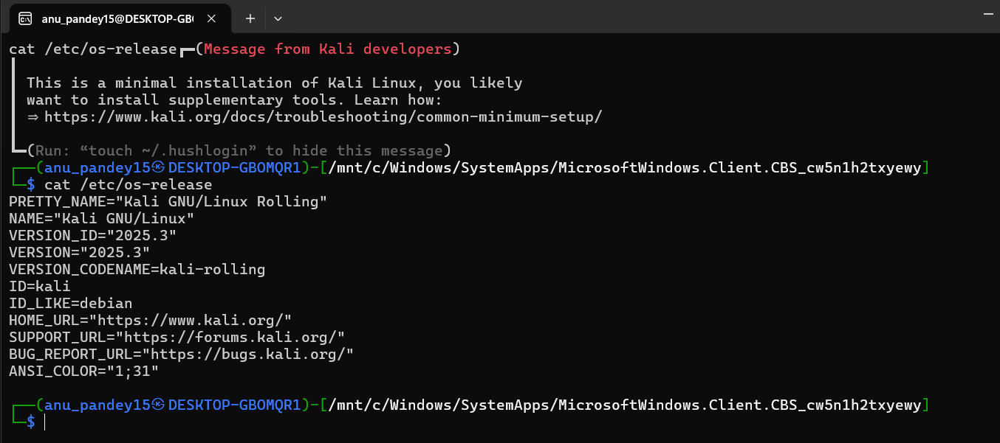 anu_pandey15@DESKTOP-GB
cat /etc/os-release┏━(Message from Kali developers)
┃
┃ This is a minimal installation of Kali Linux, you likely
┃ want to install supplementary tools. Learn how:
┃ ⇒ https://www.kali.org/docs/troubleshooting/common-minimum-setup/
┃
┗━(Run: “touch ~/.hushlogin” to hide this message)
┌──(anu_pandey15㉿DESKTOP-GBOMQR1)-[/mnt/c/Windows/SystemApps/MicrosoftWindows.Client.CBS_cw5n1h2txyewy]
└─$ cat /etc/os-release
PRETTY_NAME="Kali GNU/Linux Rolling"
NAME="Kali GNU/Linux"
VERSION_ID="2025.3"
VERSION="2025.3"
VERSION_CODENAME=kali-rolling
ID=kali
ID_LIKE=debian
HOME_URL="https://www.kali.org/"
SUPPORT_URL="https://forums.kali.org/"
BUG_REPORT_URL="https://bugs.kali.org/"
ANSI_COLOR="1;31"
┌──(anu_pandey15㉿DESKTOP-GBOMQR1)-[/mnt/c/Windows/SystemApps/MicrosoftWindows.Client.CBS_cw5n1h2txyewy]
└─$